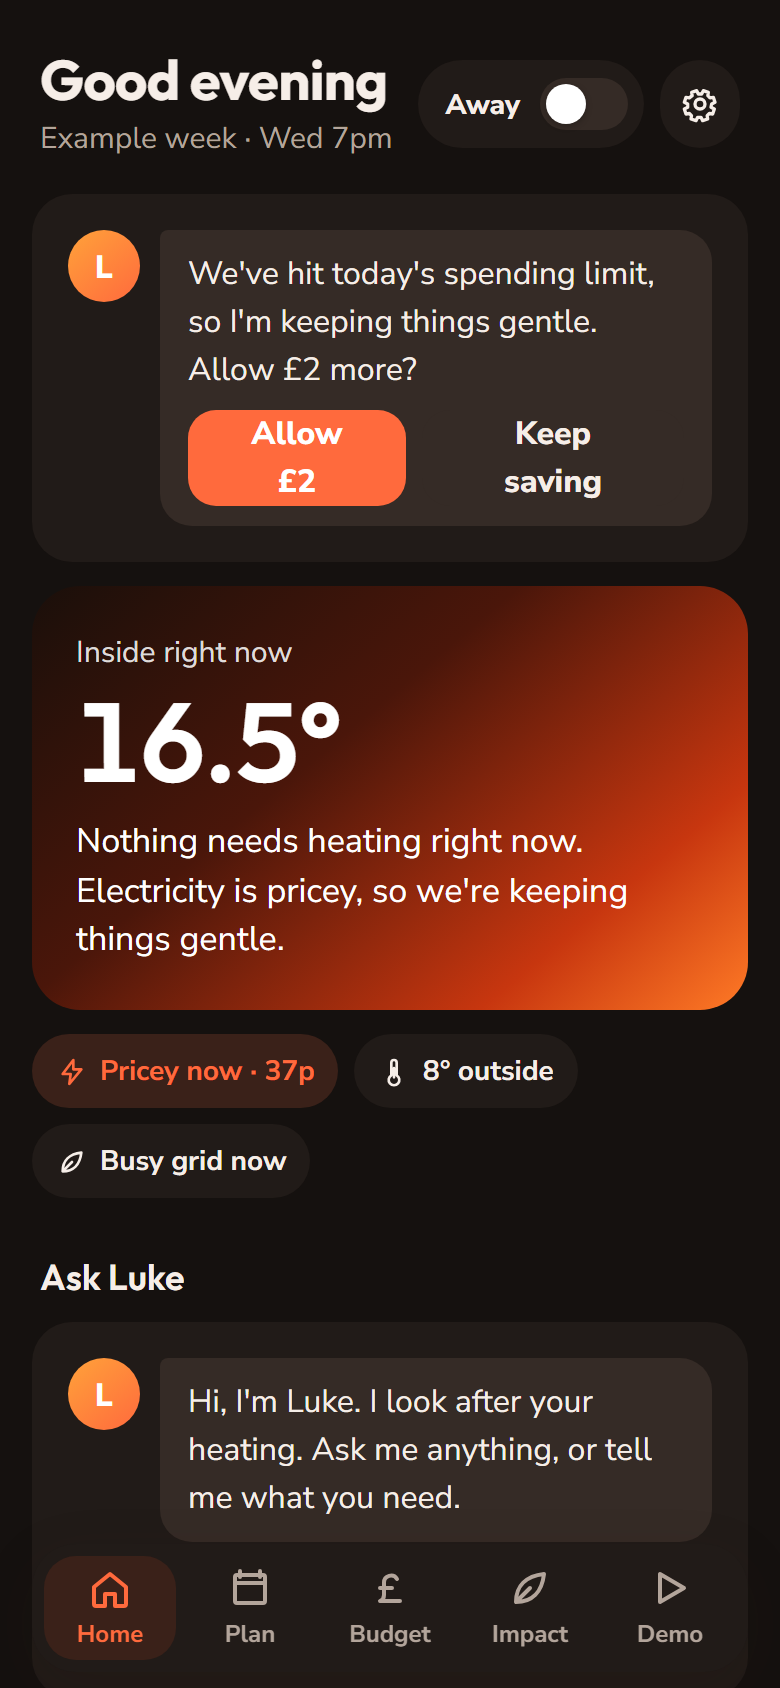 Good evening
Example week · Wed 7pm
Away
L
We've hit today's spending limit,
so I'm keeping things gentle.
Allow £2 more?
Allow
£2
Keep
saving
Inside right now
16.5°
Nothing needs heating right now.
Electricity is pricey, so we're keeping
things gentle.
Pricey now · 37p
8° outside
Busy grid now
Ask Luke
L
Hi, I'm Luke. I look after your
heating. Ask me anything, or tell
me what you need.
Home
Plan
£
Budget
Impact
Demo